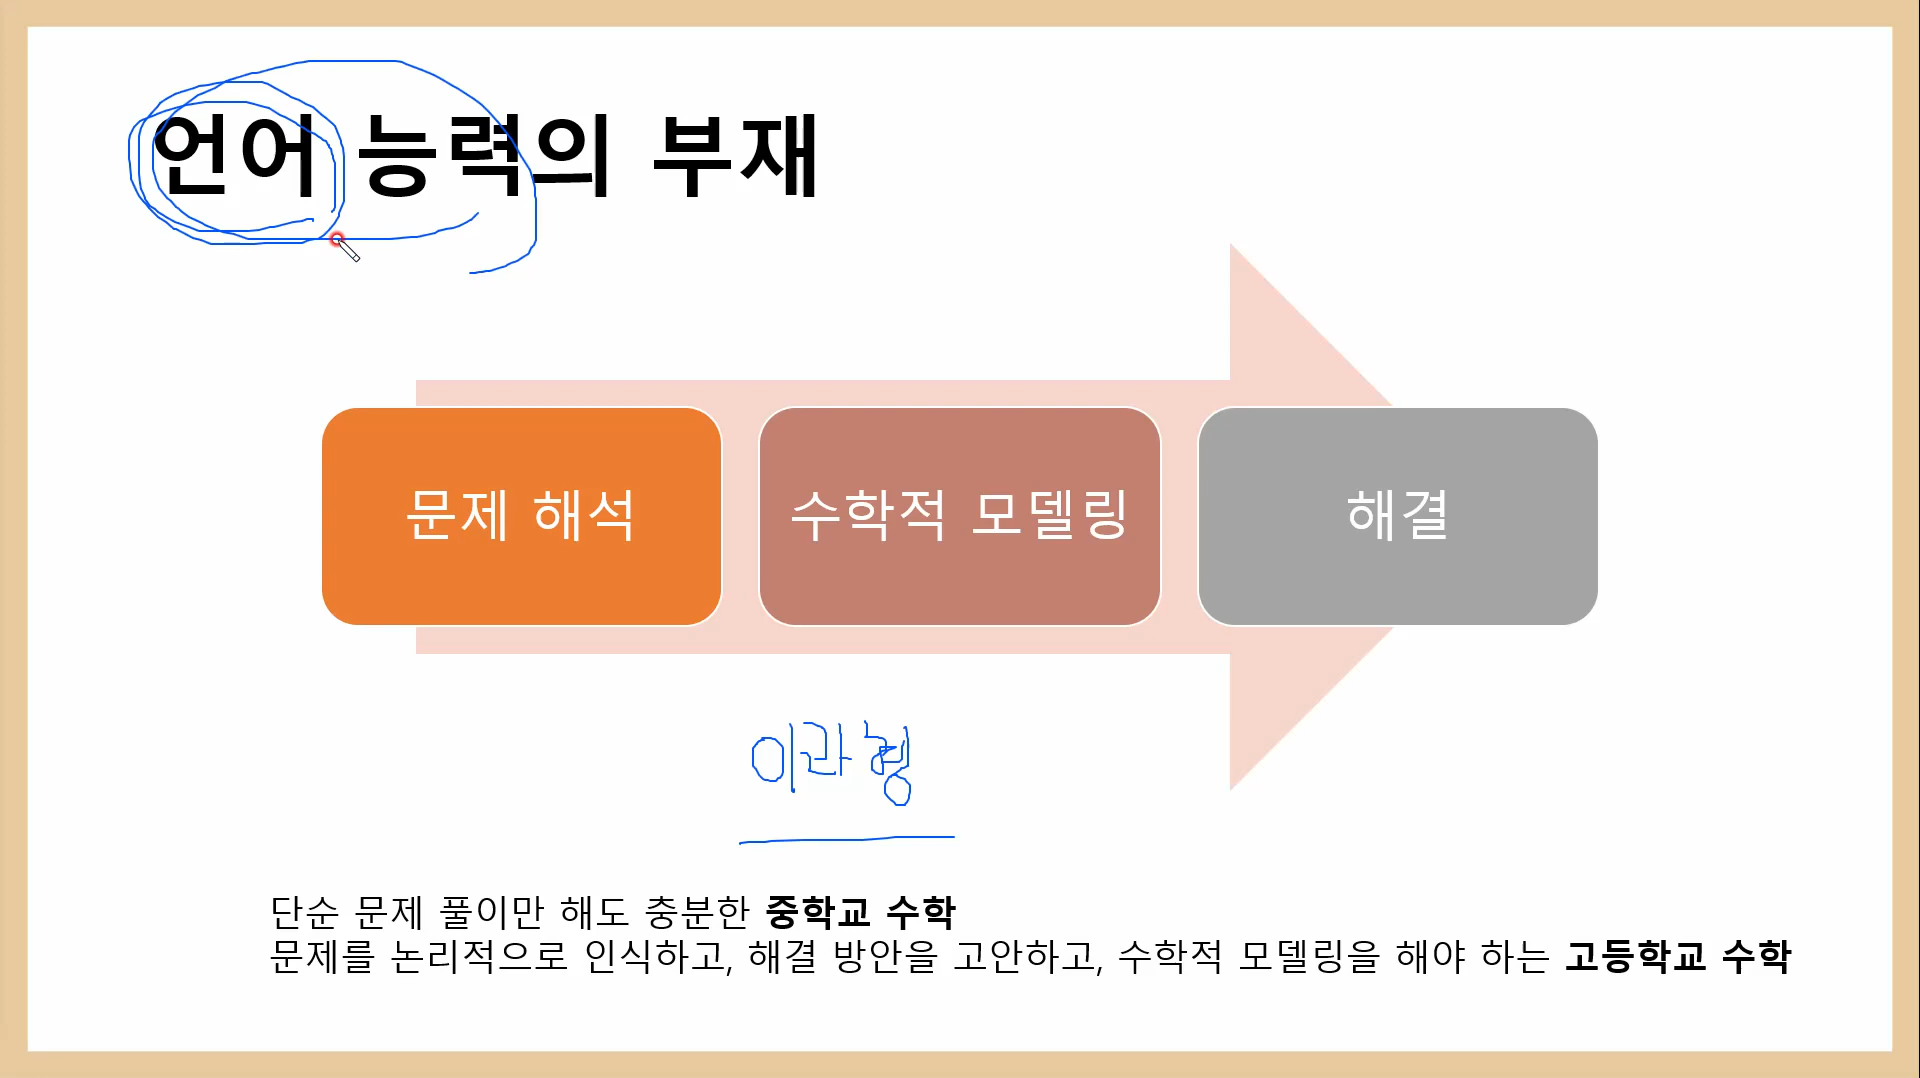 언어 능력의 부재
문제 해석
수학적 모델링
해결
단순 문제 풀이만 해도 충분한 중학교 수학
문제를 논리적으로 인식하고, 해결 방안을 고안하고, 수학적 모델링을 해야 하는 고등학교 수학